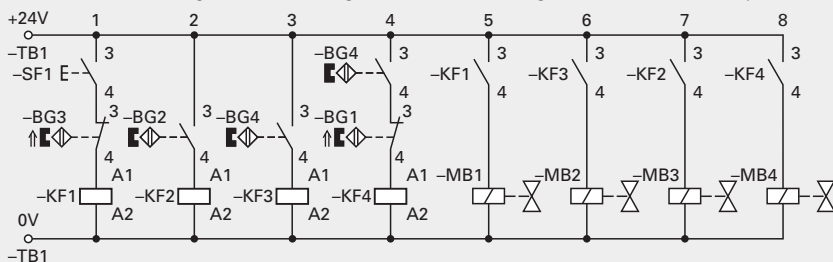 +24V 1 2 3 4 5 6 7 8
–TB1 3 3 3 3 3 3
–SF1 –BG4 –KF1 –KF3 –KF2 –KF4
4 4 4 4 4 4
–BG3 3 –BG2 3 –BG4 3 –BG1 3
4 4 4 4
A1 A1 A1 A1 –MB1 –MB2 –MB3 –MB4
–KF1 –KF2 –KF3 –KF4
A2 A2 A2 A2
0V
–TB1